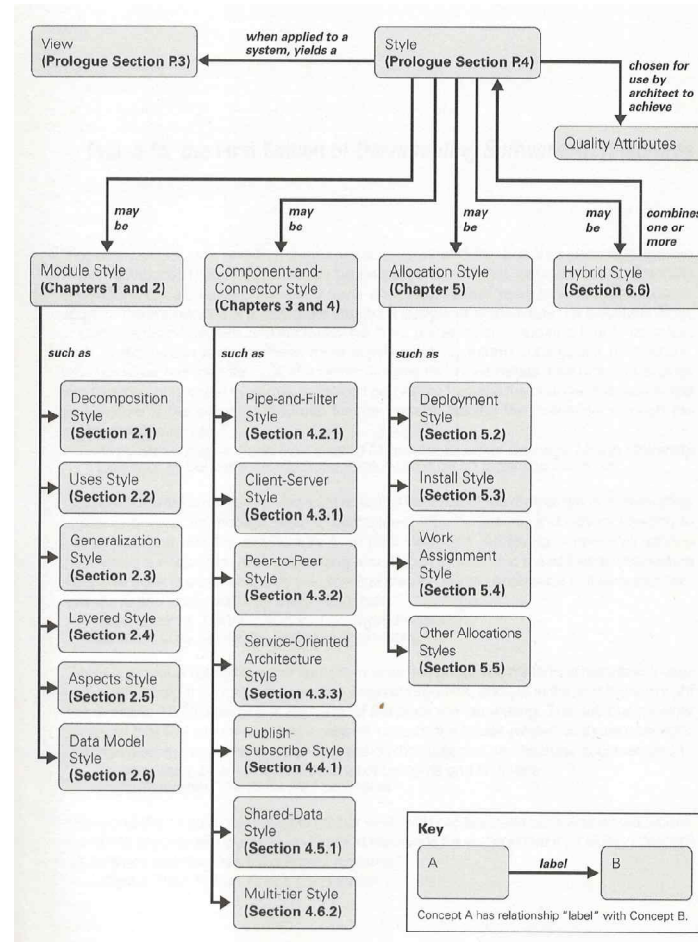 View
(Prologue Section P.3)
when applied to a
system, yields a
Style
(Prologue Section P.4)
chosen for
use by
architect to
achieve
Quality Attributes
may
be
may
be
may
be
may
be
combines
one or
more
Module Style
(Chapters 1 and 2)
Component-and-
Connector Style
(Chapters 3 and 4)
Allocation Style
(Chapter 5)
Hybrid Style
(Section 6.6)
such as
such as
such as
Decomposition
Style
(Section 2.1)
Uses Style
(Section 2.2)
Generalization
Style
(Section 2.3)
Layered Style
(Section 2.4)
Aspects Style
(Section 2.5)
Data Model
Style
(Section 2.6)
Pipe-and-Filter
Style
(Section 4.2.1)
Client-Server
Style
(Section 4.3.1)
Peer-to-Peer
Style
(Section 4.3.2)
Service-Oriented
Architecture
Style
(Section 4.3.3)
Publish-
Subscribe Style
(Section 4.4.1)
Shared-Data
Style
(Section 4.5.1)
Multi-tier Style
(Section 4.6.2)
Deployment
Style
(Section 5.2)
Install Style
(Section 5.3)
Work
Assignment
Style
(Section 5.4)
Other Allocations
Styles
(Section 5.5)
Key
A
label
B
Concept A has relationship "label" with Concept B.